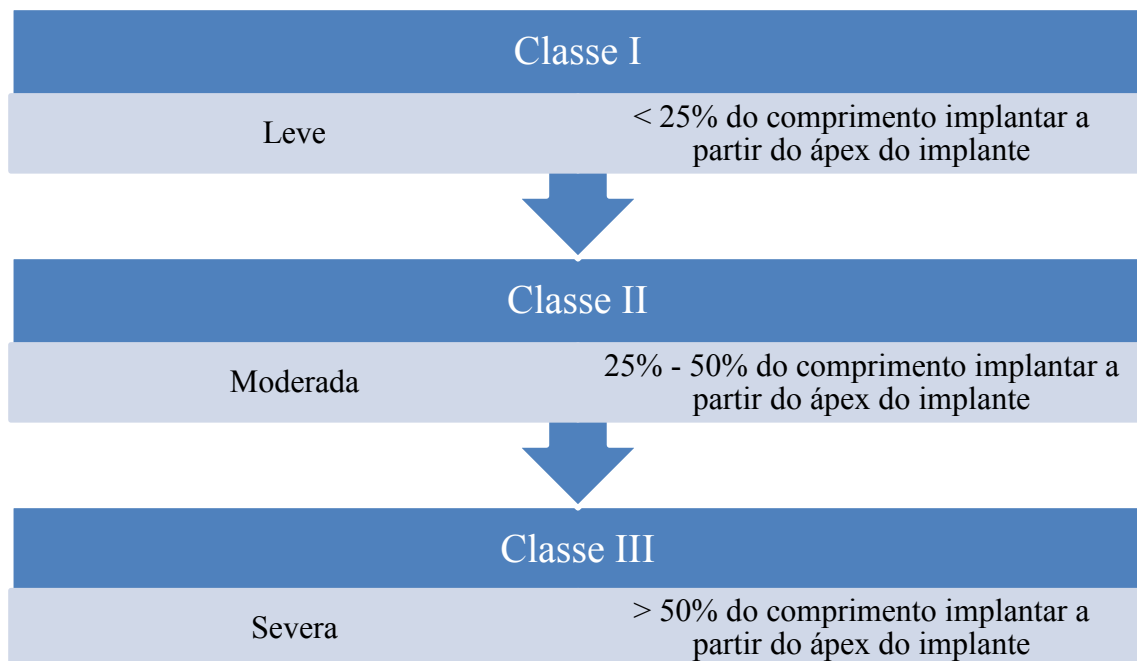 Classe I
Leve
< 25% do comprimento implantar a
partir do ápex do implante
Classe II
Moderada
25% - 50% do comprimento implantar a
partir do ápex do implante
Classe III
Severa
> 50% do comprimento implantar a
partir do ápex do implante